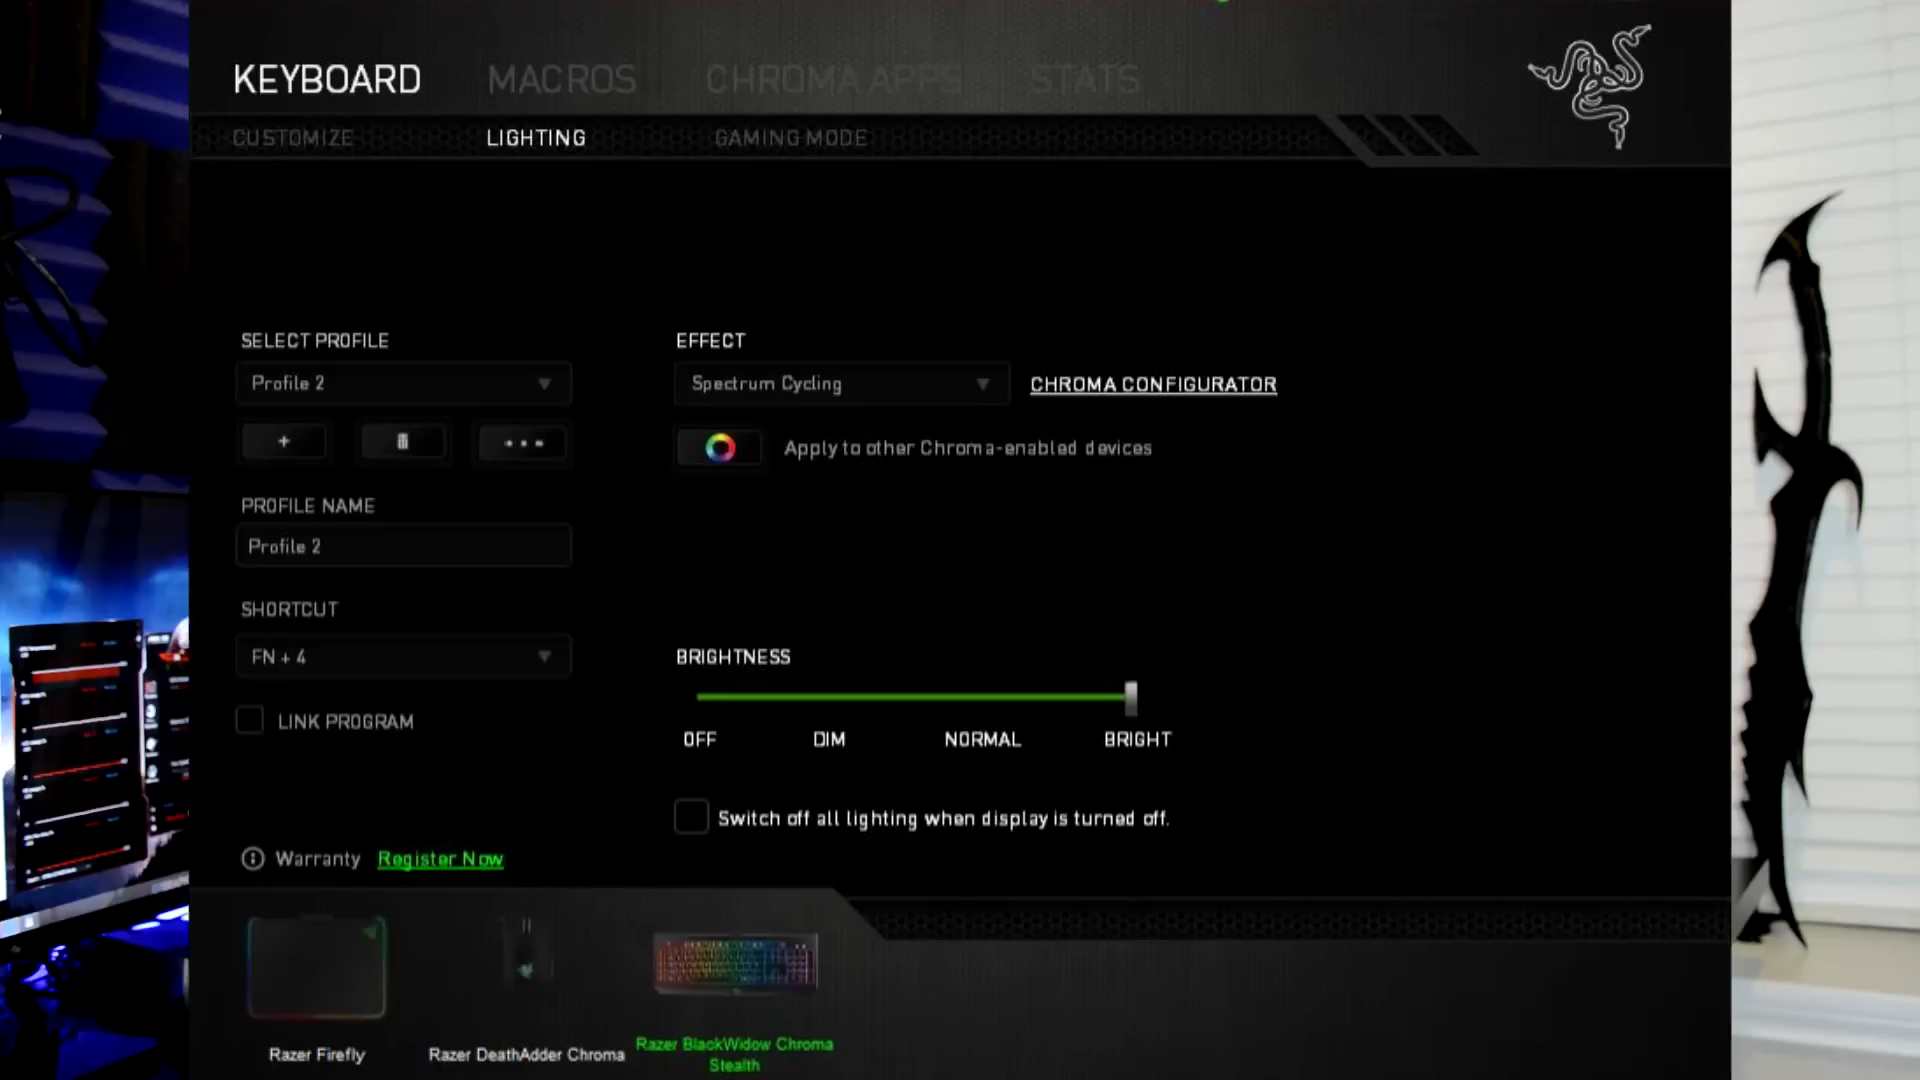 KEYBOARD MACROS CHROMA APPS STATS
CUSTOMIZE LIGHTING GAMING MODE
SELECT PROFILE
Profile 2
PROFILE NAME
Profile 2
SHORTCUT
FN + 4
LINK PROGRAM
Warranty Register Now
EFFECT
Spectrum Cycling
CHROMA CONFIGURATOR
Apply to other Chroma-enabled devices
BRIGHTNESS
OFF DIM NORMAL BRIGHT
Switch off all lighting when display is turned off.
Razer Firefly
Razer DeathAdder Chroma
Razer BlackWidow Chroma
Stealth